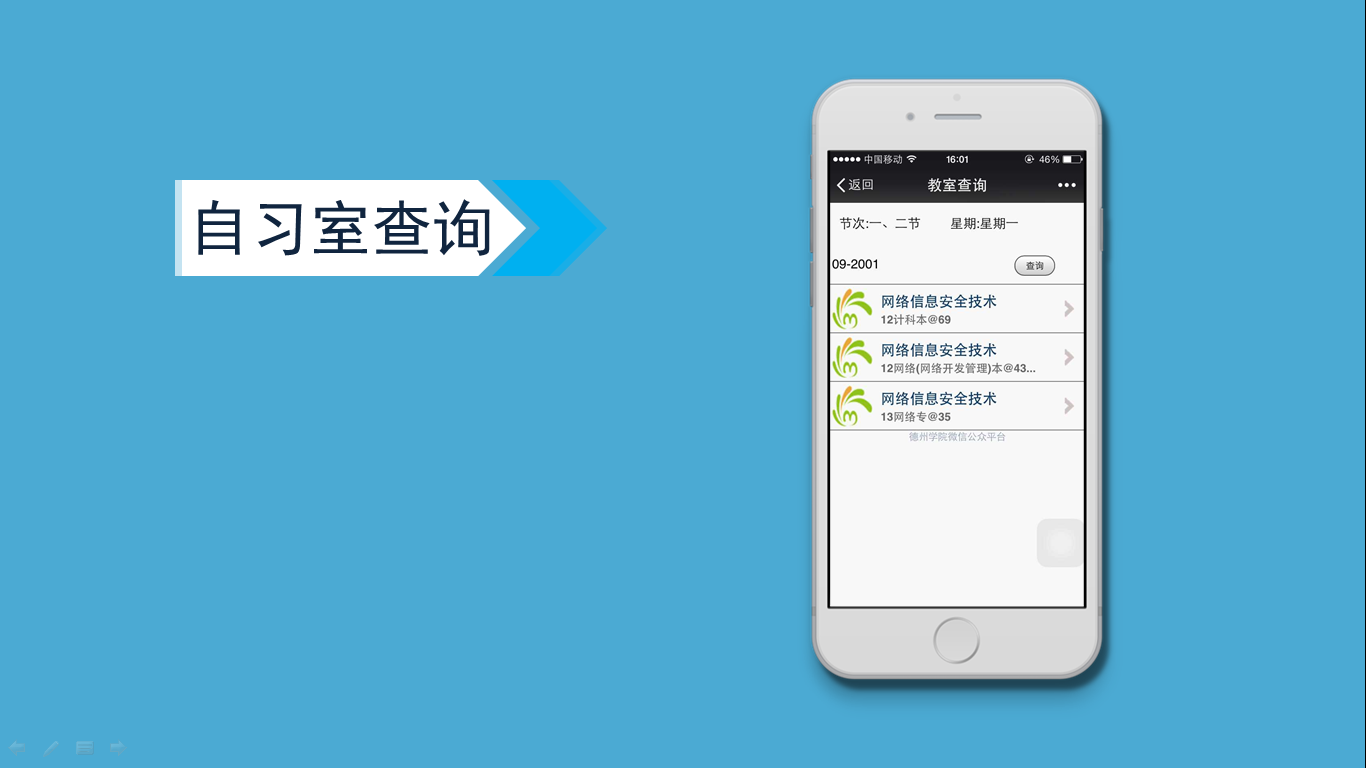 自习室查询
中国移动 16:01 46%
返回 教室查询
节次:一、二节 星期:星期一
09-2001 查询
网络信息安全技术
12计科本@69
网络信息安全技术
12网络(网络开发管理)本@43...
网络信息安全技术
13网络专@35
德州学院微信公众平台